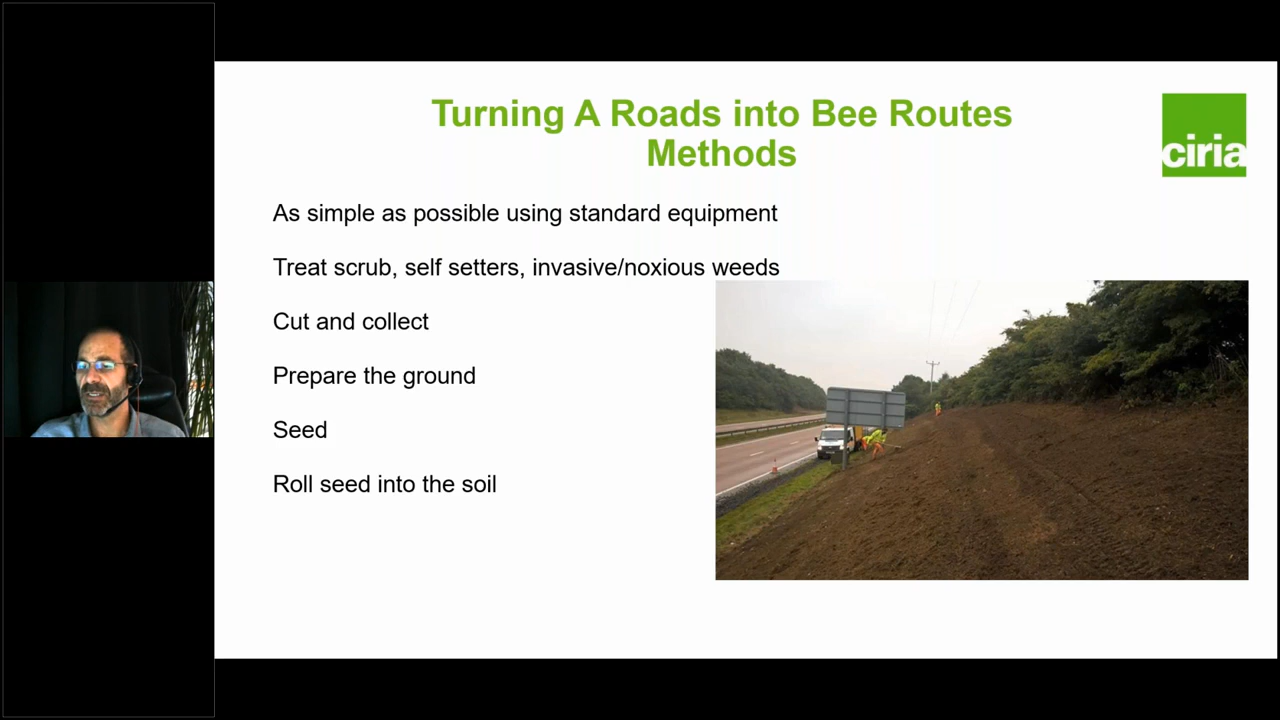 Turning A Roads into Bee Routes
Methods
ciria
As simple as possible using standard equipment
Treat scrub, self setters, invasive/noxious weeds
Cut and collect
Prepare the ground
Seed
Roll seed into the soil